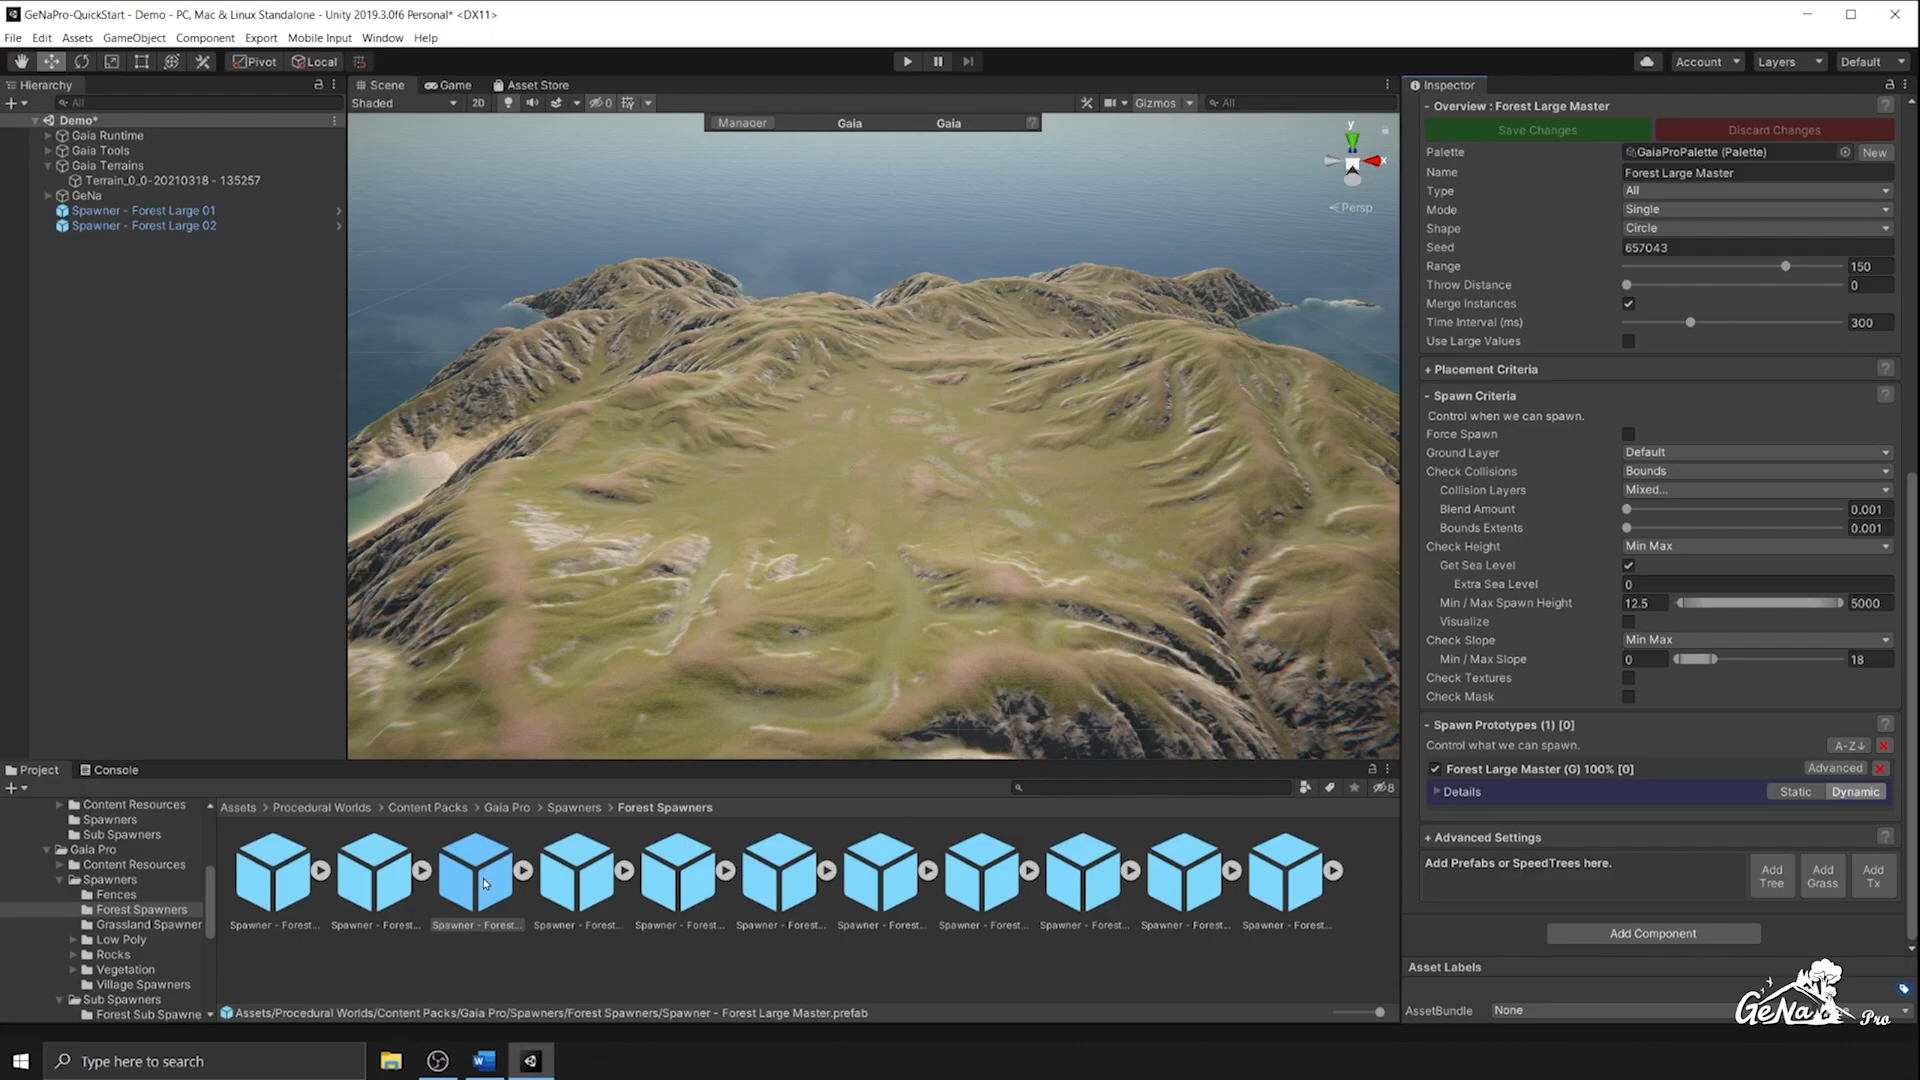 GeNaPro-QuickStart - Demo - PC, Mac & Linux Standalone - Unity 2019.3.0f6 Personal* <DX11>
File Edit Assets GameObject Component Export Mobile Input Window Help
Pivot Local Account Layers Default
Hierarchy
All
Demo*
Gaia Runtime
Gaia Tools
Gaia Terrains
Terrain_0_0-20210318 - 135257
GeNa
Spawner - Forest Large 01
Spawner - Forest Large 02
Scene Game Asset Store
Shaded 2D 0 Gizmos All
Manager Gaia Gaia
y
x
Persp
Inspector
- Overview : Forest Large Master
Save Changes Discard Changes
Palette GaiaProPalette (Palette) New
Name Forest Large Master
Type All
Mode Single
Shape Circle
Seed 657043
Range 150
Throw Distance 0
Merge Instances
Time Interval (ms) 300
Use Large Values
+ Placement Criteria
- Spawn Criteria
Control when we can spawn.
Force Spawn
Ground Layer Default
Check Collisions Bounds
Collision Layers Mixed...
Blend Amount 0.001
Bounds Extents 0.001
Check Height Min Max
Get Sea Level
Extra Sea Level 0
Min / Max Spawn Height 12.5 5000
Visualize
Check Slope Min Max
Min / Max Slope 0 18
Check Textures
Check Mask
- Spawn Prototypes (1) [0]
Control what we can spawn. A-Z↓
Forest Large Master (G) 100% [0] Advanced
Details Static Dynamic
+ Advanced Settings
Add Prefabs or SpeedTrees here. Add Tree Add Grass Add Tx
Add Component
Asset Labels
AssetBundle None
Project Console
8
Content Resources
Spawners
Sub Spawners
Gaia Pro
Content Resources
Spawners
Fences
Forest Spawners
Grassland Spawner
Low Poly
Rocks
Vegetation
Village Spawners
Sub Spawners
Forest Sub Spawne
Assets > Procedural Worlds > Content Packs > Gaia Pro > Spawners > Forest Spawners
Spawner - Forest... Spawner - Forest... Spawner - Forest... Spawner - Forest... Spawner - Forest... Spawner - Forest... Spawner - Forest... Spawner - Forest... Spawner - Forest... Spawner - Forest... Spawner - Forest...
Assets/Procedural Worlds/Content Packs/Gaia Pro/Spawners/Forest Spawners/Spawner - Forest Large Master.prefab
GeNa Pro
Type here to search